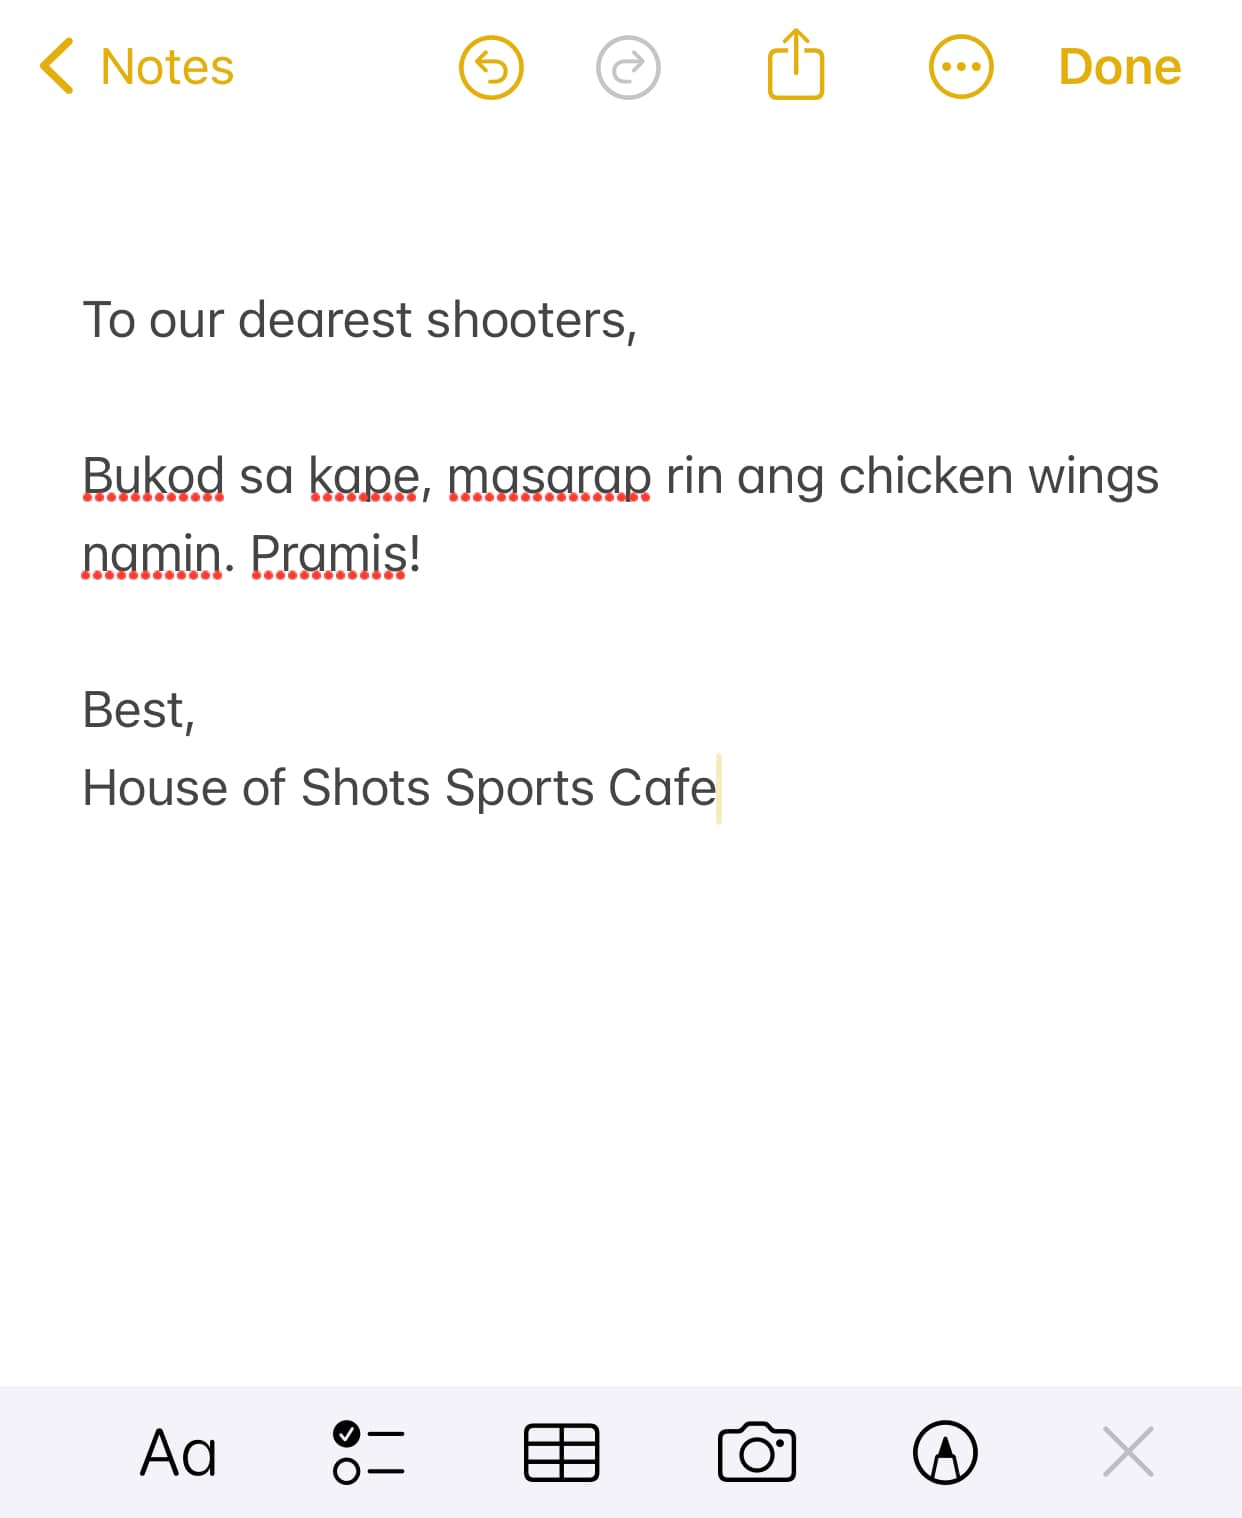 Notes
Done
To our dearest shooters,
Bukod sa kape, masarap rin ang chicken wings
namin. Pramis!
Best,
House of Shots Sports Cafe
Aa